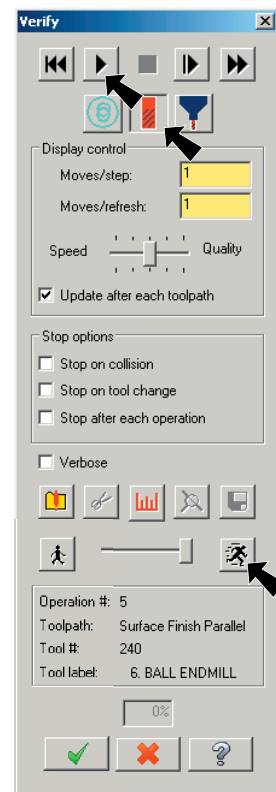 Verify
Display control
Moves/step: 1
Moves/refresh: 1
Speed Quality
Update after each toolpath
Stop options
Stop on collision
Stop on tool change
Stop after each operation
Verbose
Operation #: 5
Toolpath: Surface Finish Parallel
Tool #: 240
Tool label: 6. BALL ENDMILL
0%